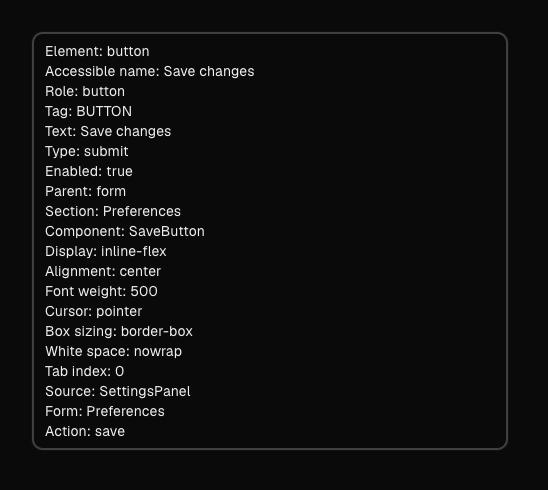 Element: button
Accessible name: Save changes
Role: button
Tag: BUTTON
Text: Save changes
Type: submit
Enabled: true
Parent: form
Section: Preferences
Component: SaveButton
Display: inline-flex
Alignment: center
Font weight: 500
Cursor: pointer
Box sizing: border-box
White space: nowrap
Tab index: 0
Source: SettingsPanel
Form: Preferences
Action: save